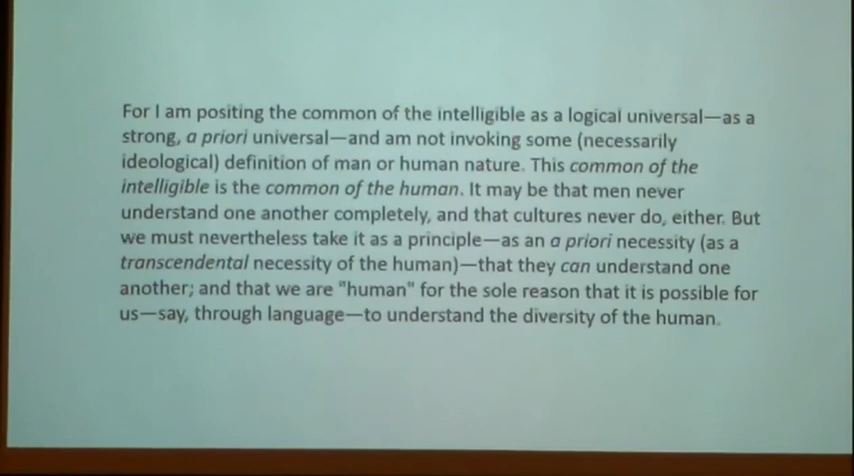 For I am positing the common of the intelligible as a logical universal—as a
strong, a priori universal—and am not invoking some (necessarily
ideological) definition of man or human nature. This common of the
intelligible is the common of the human. It may be that men never
understand one another completely, and that cultures never do, either. But
we must nevertheless take it as a principle—as an a priori necessity (as a
transcendental necessity of the human)—that they can understand one
another; and that we are "human" for the sole reason that it is possible for
us—say, through language—to understand the diversity of the human.